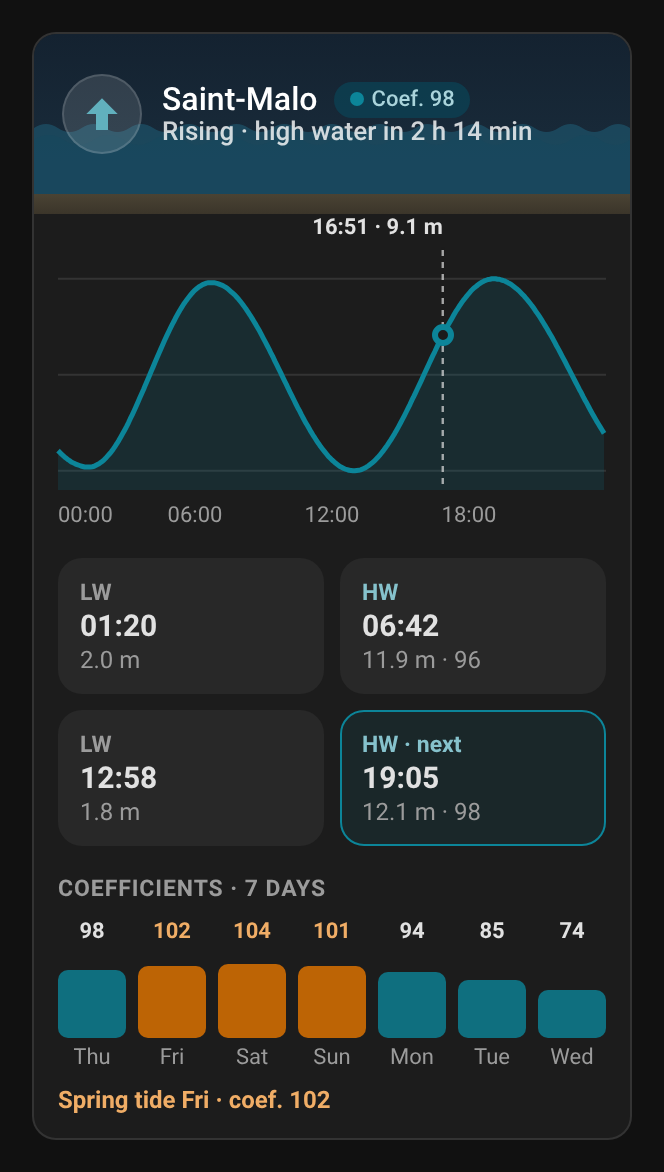 Saint-Malo
Coef. 98
Rising · high water in 2 h 14 min
16:51 · 9.1 m
00:00 06:00 12:00 18:00
LW
01:20
2.0 m
HW
06:42
11.9 m · 96
LW
12:58
1.8 m
HW · next
19:05
12.1 m · 98
COEFFICIENTS · 7 DAYS
98 102 104 101 94 85 74
Thu Fri Sat Sun Mon Tue Wed
Spring tide Fri · coef. 102